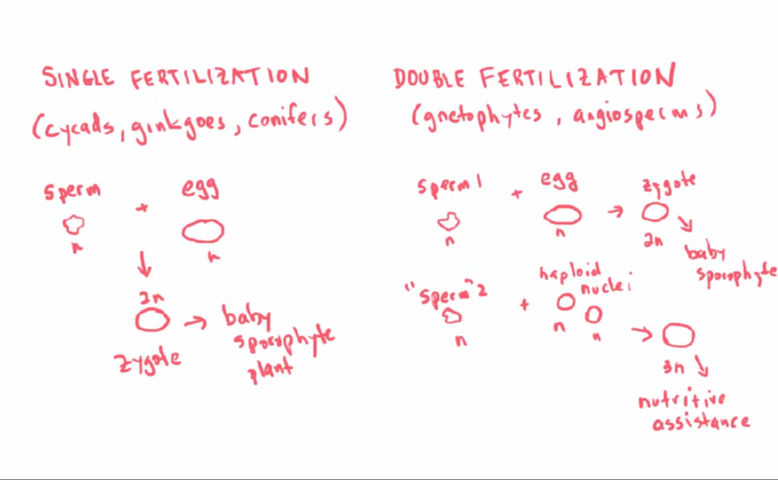 SINGLE FERTILIZATION
(cycads, ginkgoes, conifers)
sperm + egg
n n
2n
zygote
baby
sporophyte
plant
DOUBLE FERTILIZATION
(gnetophytes, angiosperms)
sperm 1 + egg → zygote
n n 2n
baby
sporophyte
"sperm" 2 + haploid
nuclei
n n n
3n
nutritive
assistance